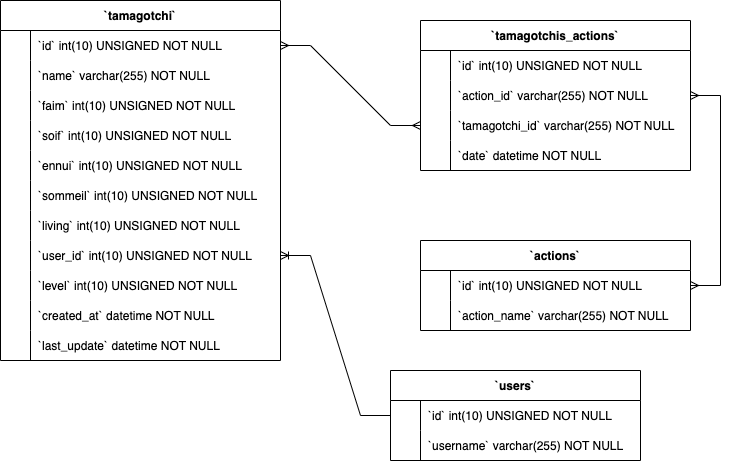 `tamagotchi`
`id` int(10) UNSIGNED NOT NULL
`name` varchar(255) NOT NULL
`faim` int(10) UNSIGNED NOT NULL
`soif` int(10) UNSIGNED NOT NULL
`ennui` int(10) UNSIGNED NOT NULL
`sommeil` int(10) UNSIGNED NOT NULL
`living` int(10) UNSIGNED NOT NULL
`user_id` int(10) UNSIGNED NOT NULL
`level` int(10) UNSIGNED NOT NULL
`created_at` datetime NOT NULL
`last_update` datetime NOT NULL
`tamagotchis_actions`
`id` int(10) UNSIGNED NOT NULL
`action_id` varchar(255) NOT NULL
`tamagotchi_id` varchar(255) NOT NULL
`date` datetime NOT NULL
`actions`
`id` int(10) UNSIGNED NOT NULL
`action_name` varchar(255) NOT NULL
`users`
`id` int(10) UNSIGNED NOT NULL
`username` varchar(255) NOT NULL